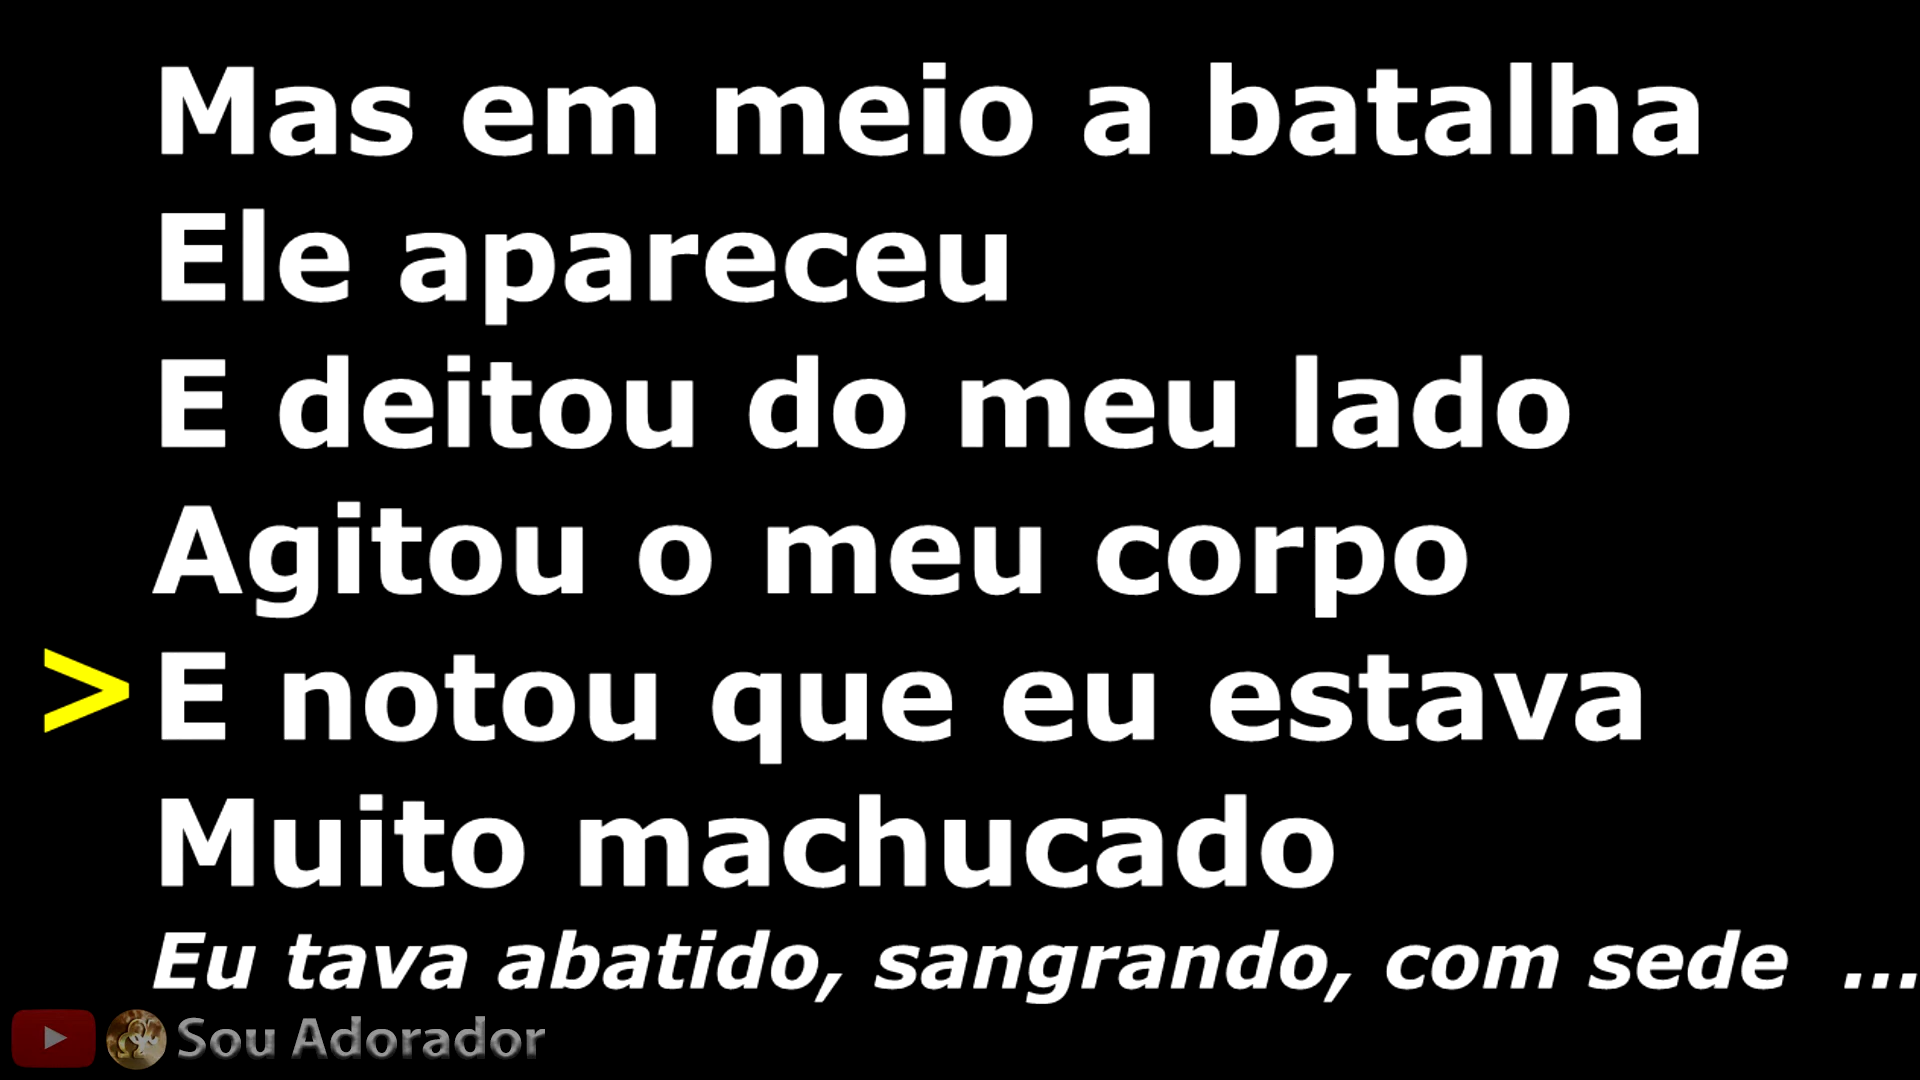 Mas em meio a batalha
Ele apareceu
E deitou do meu lado
Agitou o meu corpo
> E notou que eu estava
Muito machucado
Eu tava abatido, sangrando, com sede ...
Sou Adorador